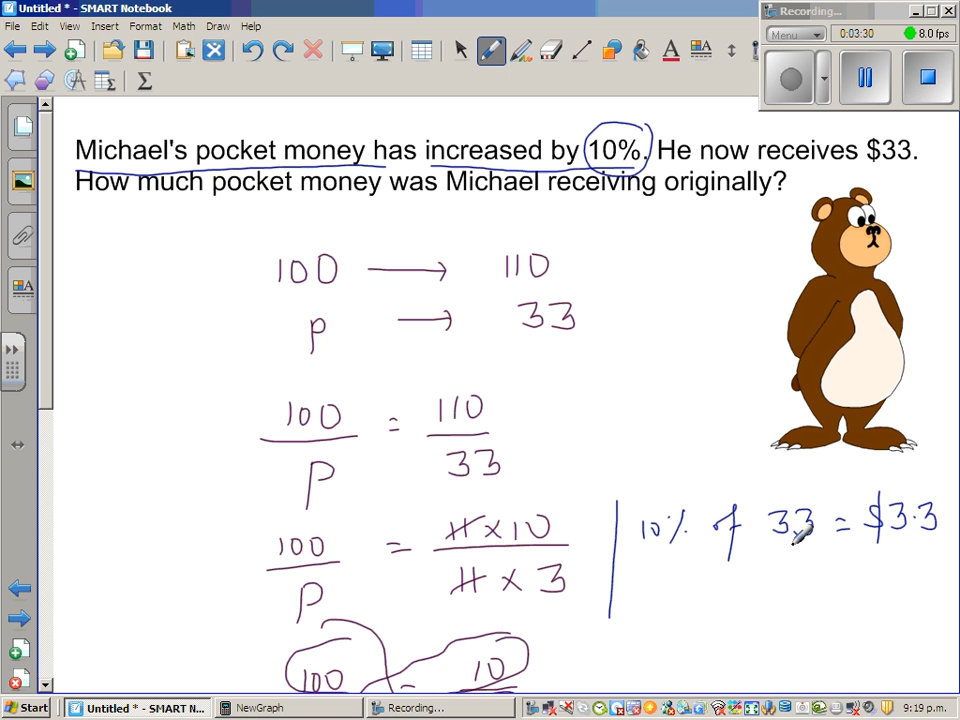 Untitled * - SMART Notebook
File Edit View Insert Format Math Draw Help
Recording...
Menu 0:03:30 8.0 fps
Michael's pocket money has increased by 10%. He now receives $33.
How much pocket money was Michael receiving originally?
100 → 110
p → 33
100 / P = 110 / 33
100 / P = 11 x 10 / 11 x 3
10% of 33 = $3.3
100 = 10
Start Untitled * - SMART N... NewGraph Recording... 9:19 p.m.